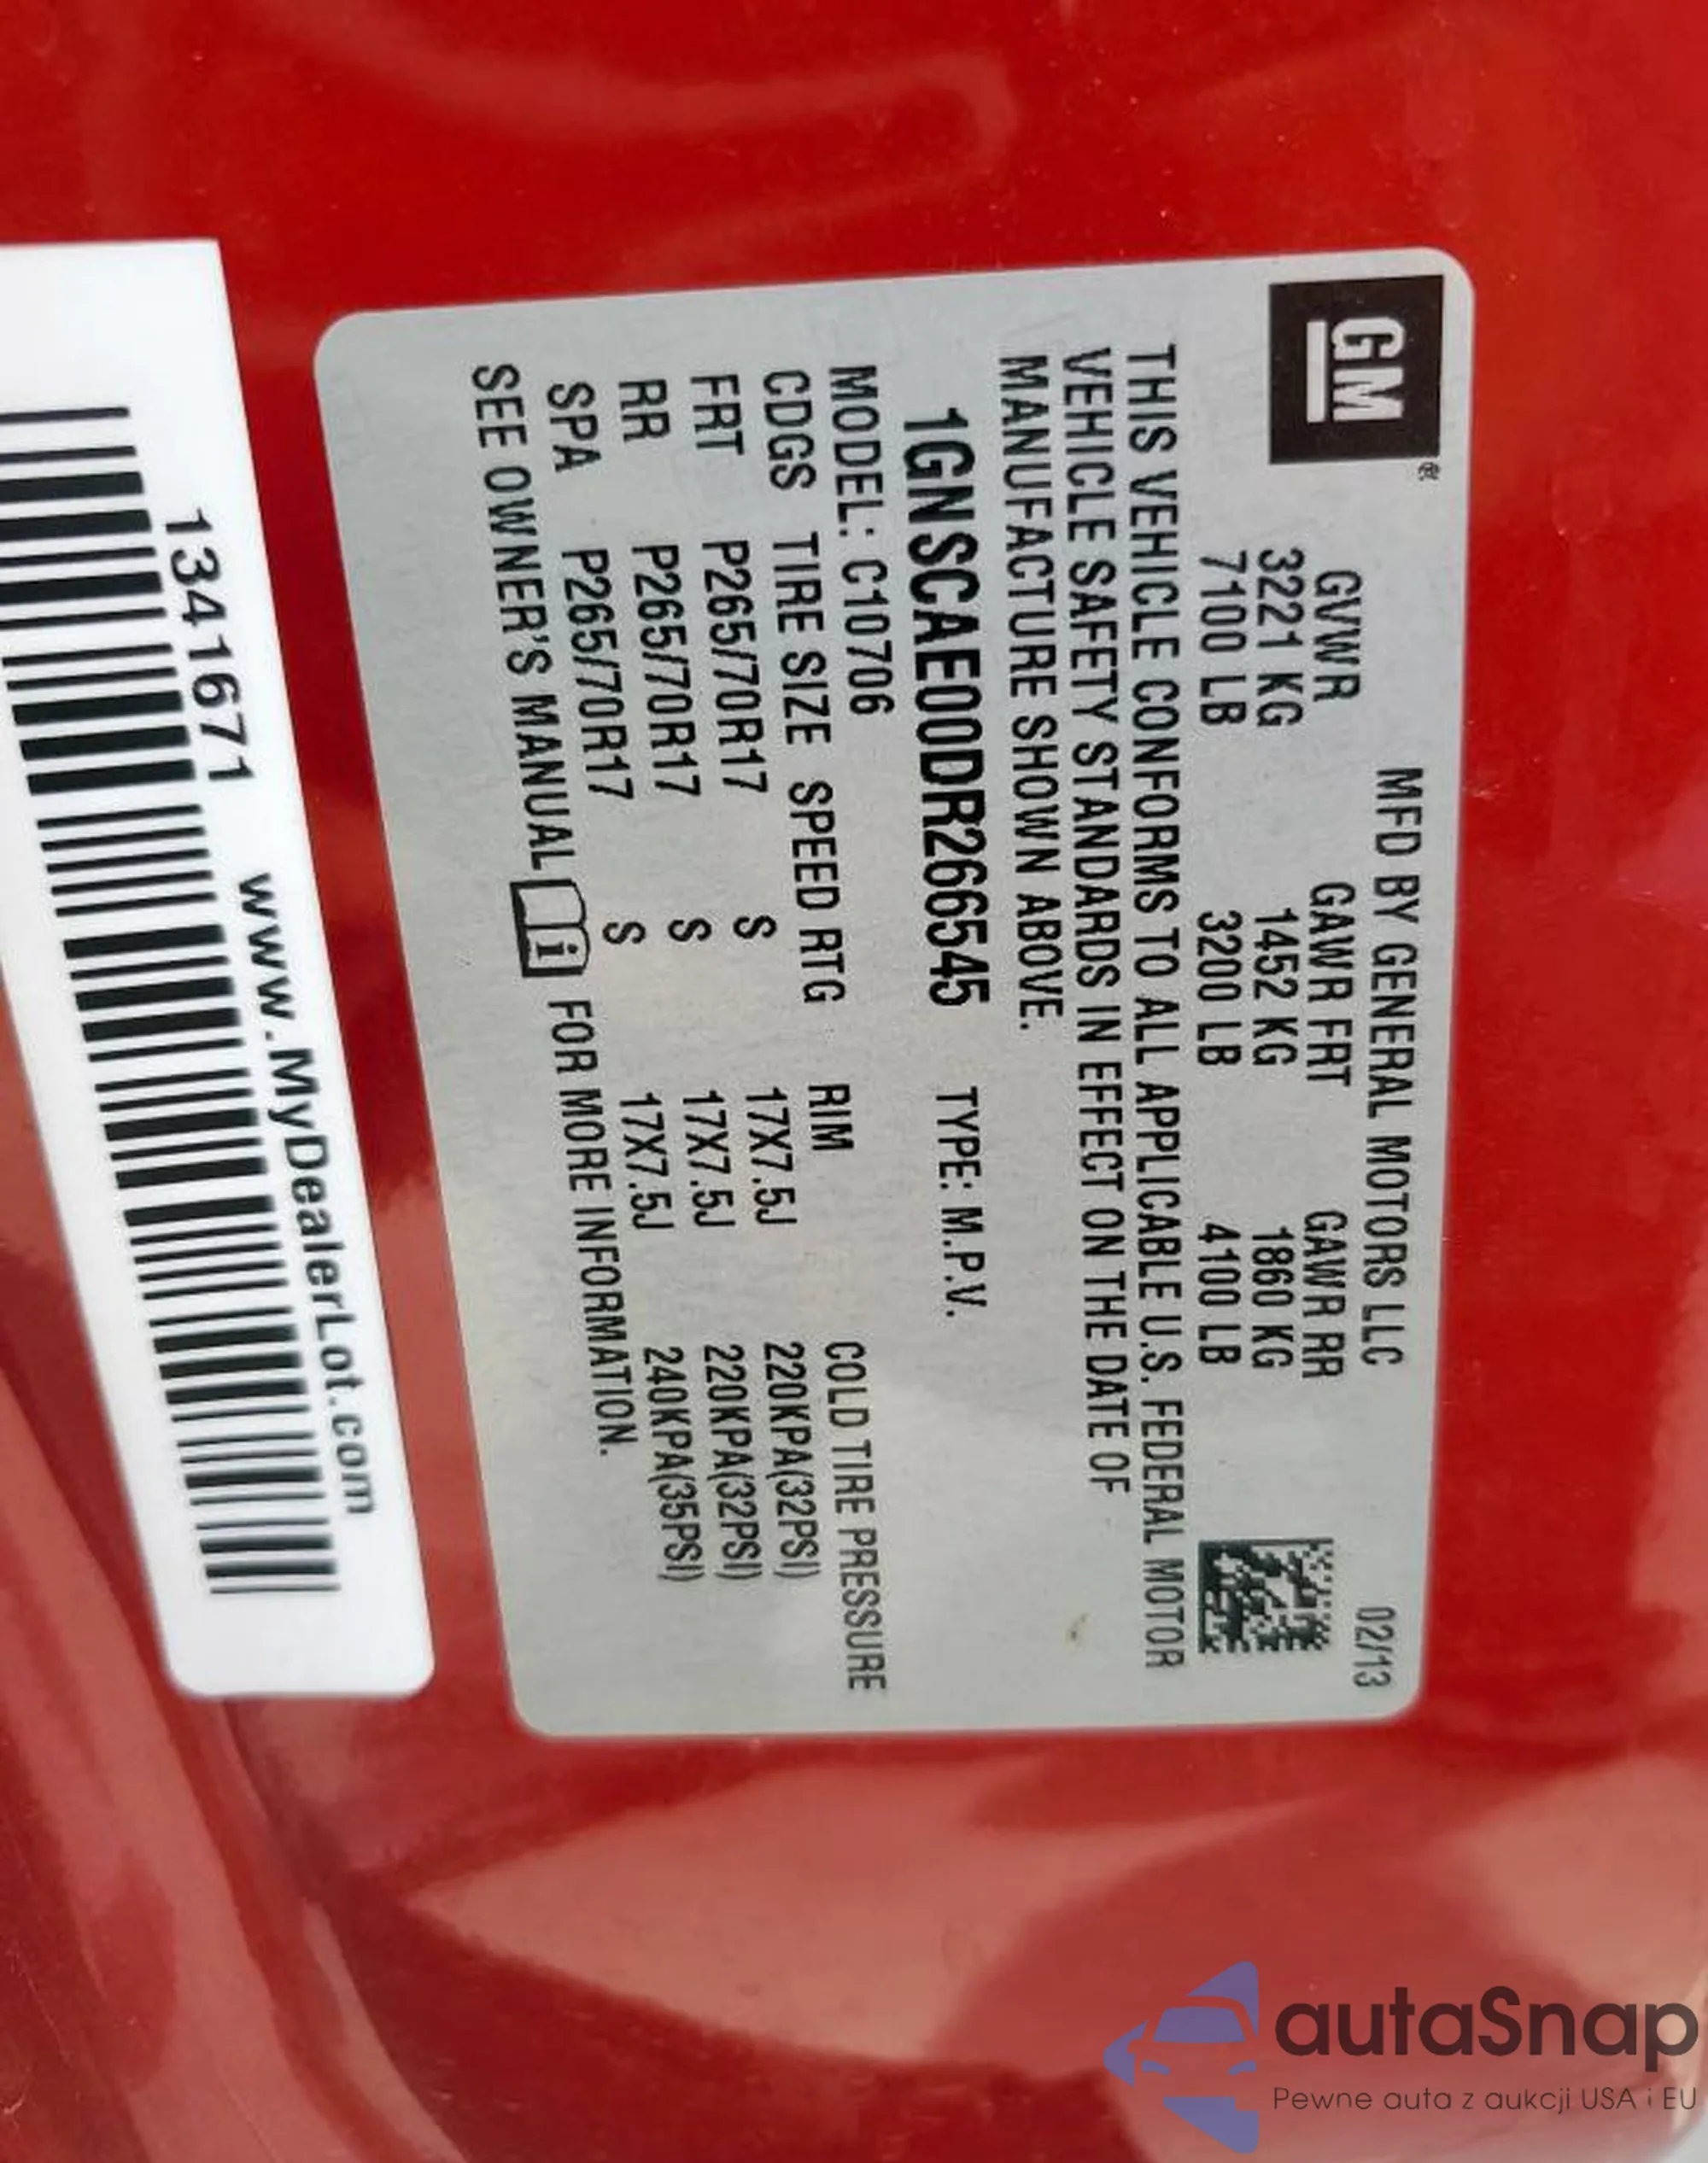 GM®
MFD BY GENERAL MOTORS LLC 02/13
GVWR GAWR FRT GAWR RR
3221 KG 1452 KG 1860 KG
7100 LB 3200 LB 4100 LB
THIS VEHICLE CONFORMS TO ALL APPLICABLE U.S. FEDERAL MOTOR
VEHICLE SAFETY STANDARDS IN EFFECT ON THE DATE OF
MANUFACTURE SHOWN ABOVE.
1GNSCAE00DR266545 TYPE: M.P.V.
MODEL: C10706
CDGS TIRE SIZE SPEED RTG RIM COLD TIRE PRESSURE
FRT P265/70R17 S 17X7.5J 220KPA(32PSI)
RR P265/70R17 S 17X7.5J 220KPA(32PSI)
SPA P265/70R17 S 17X7.5J 240KPA(35PSI)
SEE OWNER'S MANUAL i FOR MORE INFORMATION.
1341671 www.MyDealerLot.com
autaSnap
Pewne auta z aukcji USA i EU